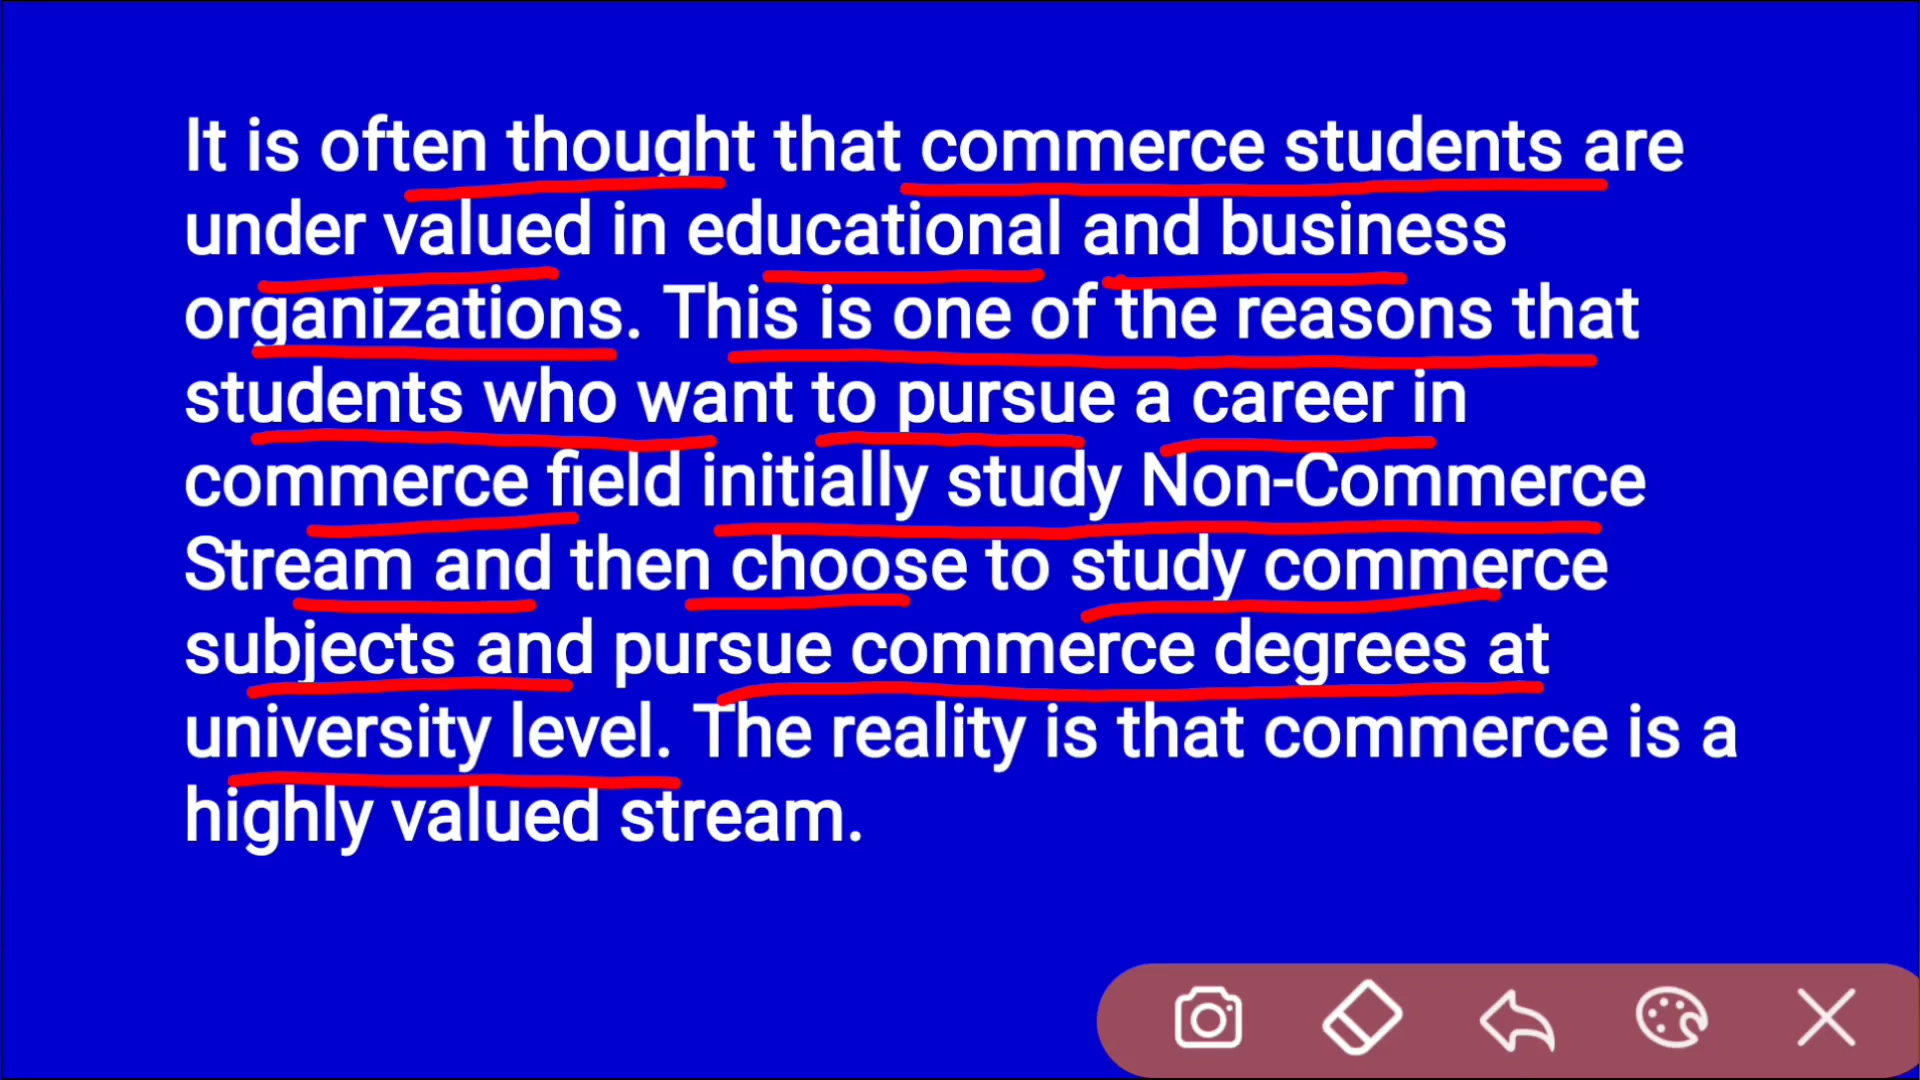 It is often thought that commerce students are
under valued in educational and business
organizations. This is one of the reasons that
students who want to pursue a career in
commerce field initially study Non-Commerce
Stream and then choose to study commerce
subjects and pursue commerce degrees at
university level. The reality is that commerce is a
highly valued stream.